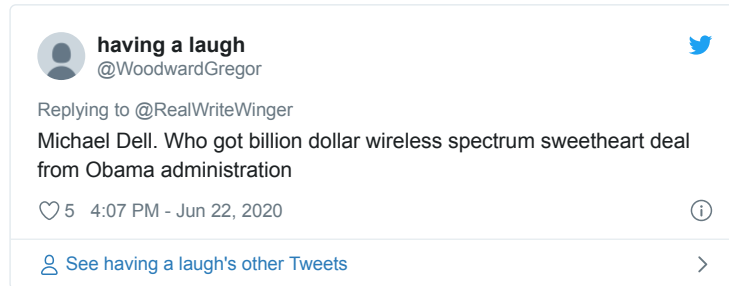 having a laugh
@WoodwardGregor
Replying to @RealWriteWinger
Michael Dell. Who got billion dollar wireless spectrum sweetheart deal
from Obama administration
5 4:07 PM - Jun 22, 2020
See having a laugh's other Tweets